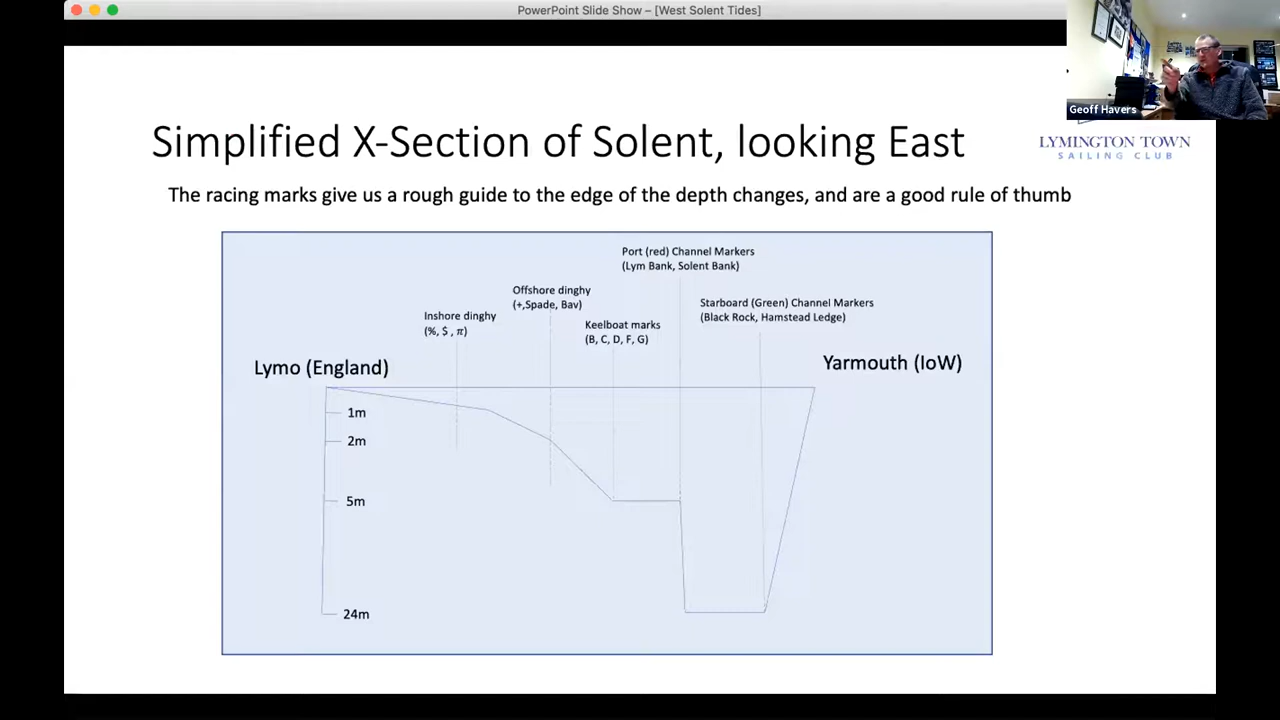 PowerPoint Slide Show – [West Solent Tides]
Geoff Havers
Simplified X-Section of Solent, looking East
LYMINGTON TOWN
SAILING CLUB
The racing marks give us a rough guide to the edge of the depth changes, and are a good rule of thumb
Port (red) Channel Markers
(Lym Bank, Solent Bank)
Offshore dinghy
(+,Spade, Bav)
Starboard (Green) Channel Markers
(Black Rock, Hamstead Ledge)
Inshore dinghy
(%, $ , π)
Keelboat marks
(B, C, D, F, G)
Lymo (England)
Yarmouth (IoW)
1m
2m
5m
24m